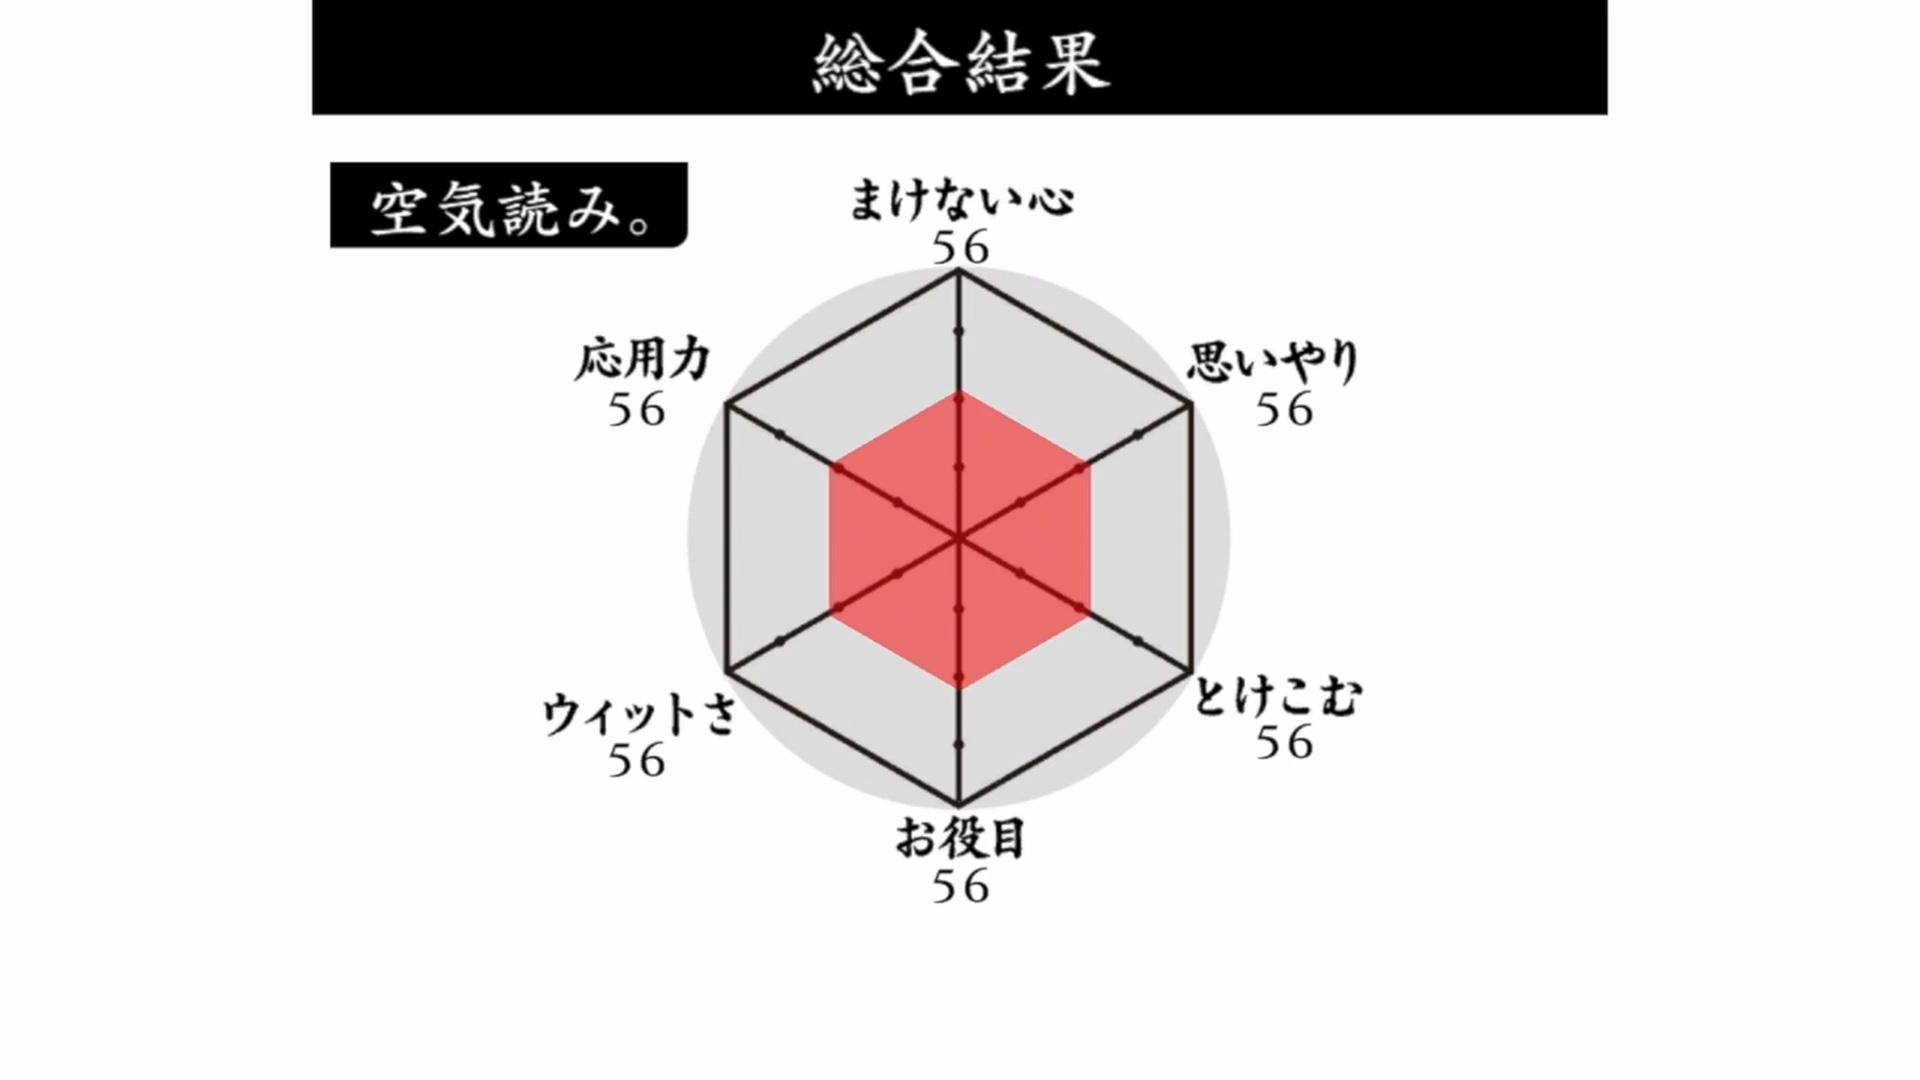 総合結果
空気読み。
まけない心
56
応用力
56
思いやり
56
ウィットさ
56
とけこむ
56
お役目
56